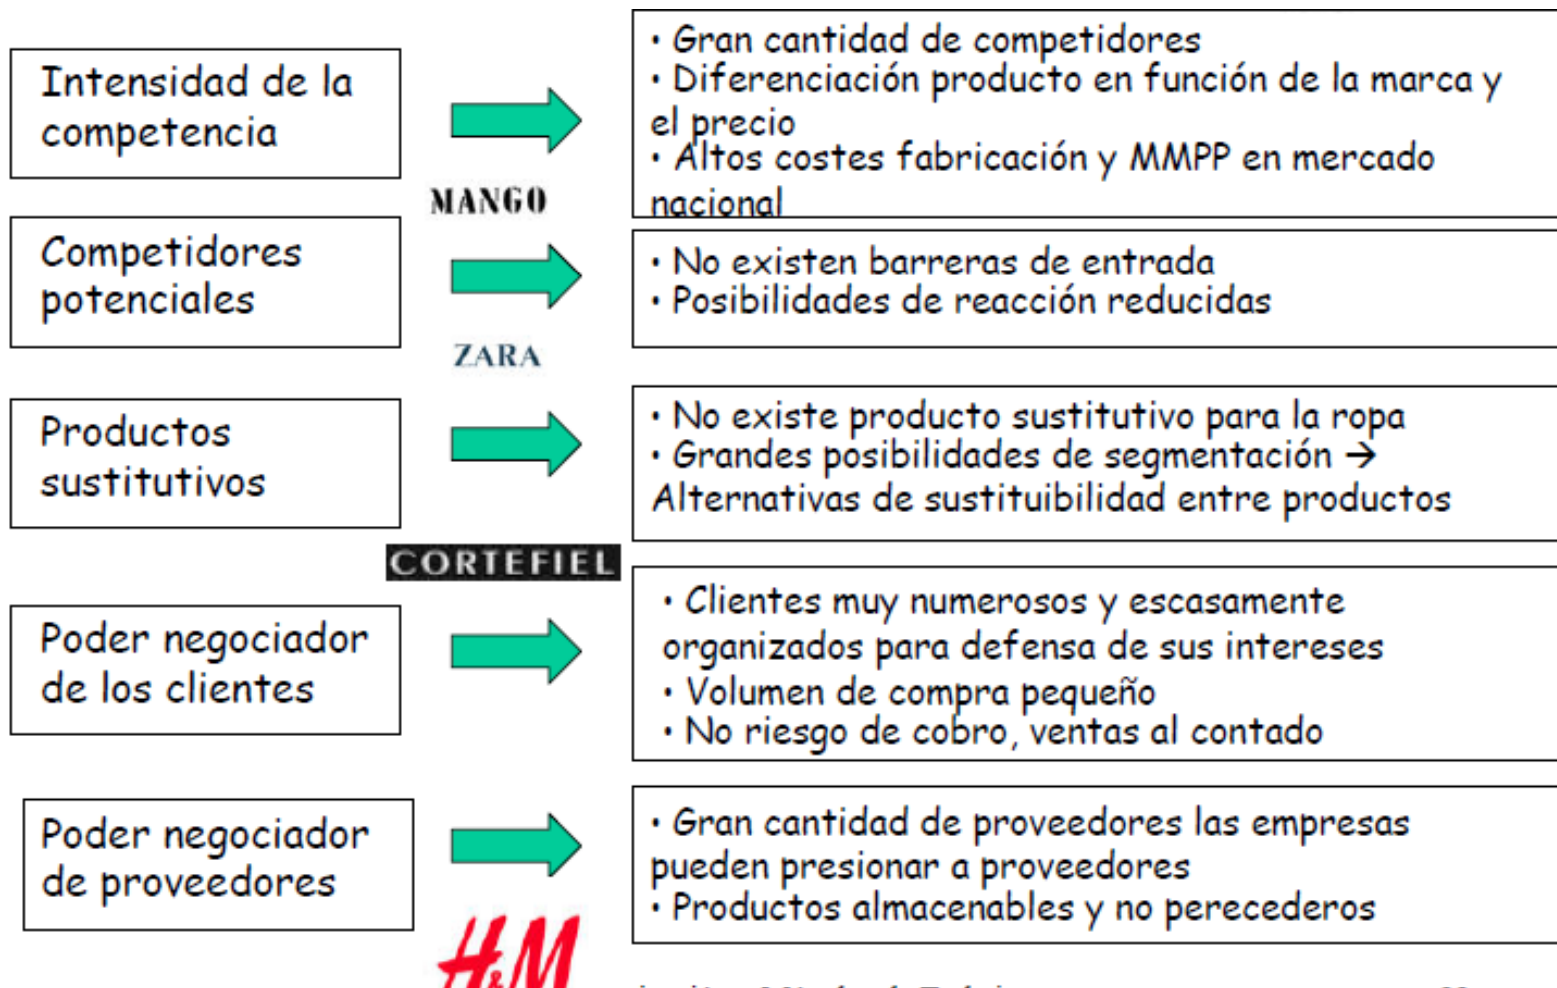 Intensidad de la
competencia
• Gran cantidad de competidores
• Diferenciación producto en función de la marca y
el precio
• Altos costes fabricación y MMPP en mercado
nacional
MANGO
Competidores
potenciales
• No existen barreras de entrada
• Posibilidades de reacción reducidas
ZARA
Productos
sustitutivos
• No existe producto sustitutivo para la ropa
• Grandes posibilidades de segmentación →
Alternativas de sustituibilidad entre productos
CORTEFIEL
Poder negociador
de los clientes
• Clientes muy numerosos y escasamente
organizados para defensa de sus intereses
• Volumen de compra pequeño
• No riesgo de cobro, ventas al contado
Poder negociador
de proveedores
• Gran cantidad de proveedores las empresas
pueden presionar a proveedores
• Productos almacenables y no perecederos
H&M